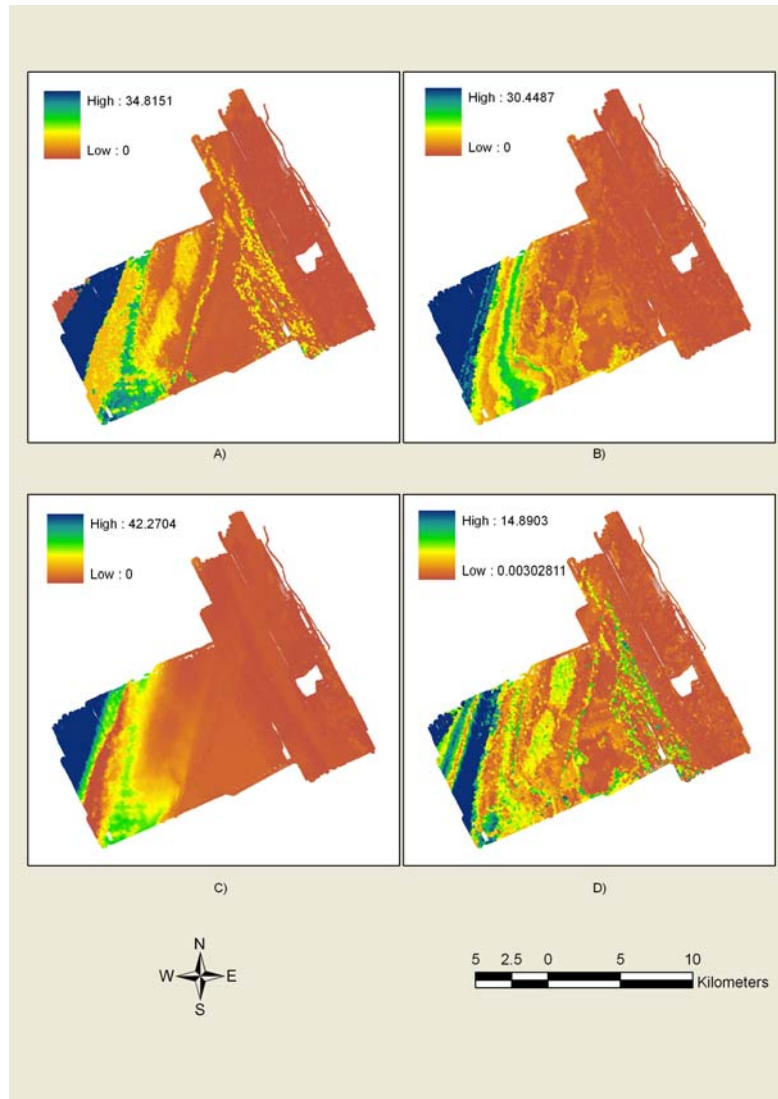 High : 34.8151
Low : 0
A)
High : 30.4487
Low : 0
B)
High : 42.2704
Low : 0
C)
High : 14.8903
Low : 0.00302811
D)
N
W E
S
5 2.5 0 5 10
Kilometers